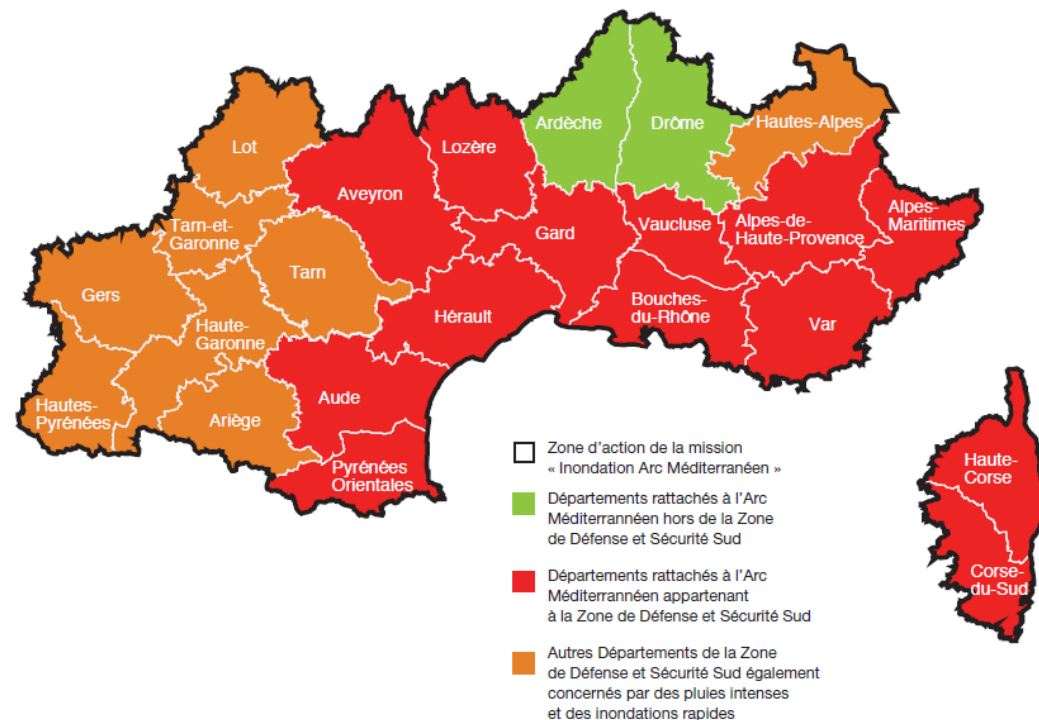 Ardèche
Drôme
Hautes-Alpes
Lot
Lozère
Aveyron
Alpes-
Maritimes
Tarn-et-
Garonne
Gard
Vaucluse
Alpes-de-
Haute-Provence
Tarn
Gers
Hérault
Bouches-
du-Rhône
Var
Haute-
Garonne
Aude
Hautes-
Pyrénées
Ariège
Pyrénées
Orientales
Haute-
Corse
Corse-
du-Sud
Zone d'action de la mission
« Inondation Arc Méditerranéen »
Départements rattachés à l'Arc
Méditerrannéen hors de la Zone
de Défense et Sécurité Sud
Départements rattachés à l'Arc
Méditerrannéen appartenant
à la Zone de Défense et Sécurité Sud
Autres Départements de la Zone
de Défense et Sécurité Sud également
concernés par des pluies intenses
et des inondations rapides